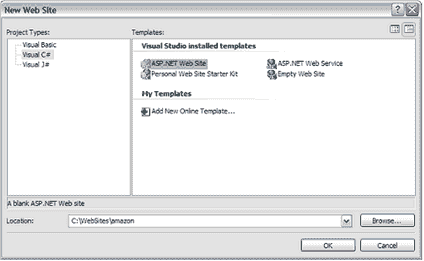 New Web Site
Project Types:
Templates:
Visual Basic
Visual C#
Visual J#
Visual Studio installed templates
ASP.NET Web Site
ASP.NET Web Service
Personal Web Site Starter Kit
Empty Web Site
My Templates
Add New Online Template...
A blank ASP.NET Web site
Location:
C:\WebSites\amazon
Browse...
OK
Cancel